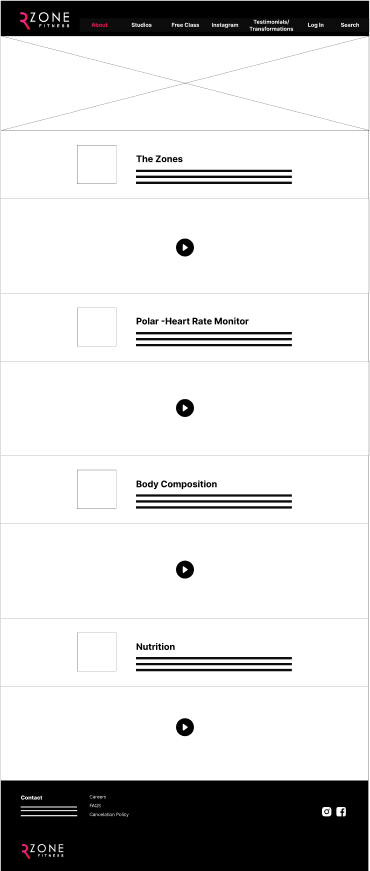 RZONE
FITNESS
About
Studios
Free Class
Instagram
Testimonials/
Transformations
Log In
Search
The Zones
Polar -Heart Rate Monitor
Body Composition
Nutrition
Contact
Careers
FAQS
Cancelation Policy
RZONE
FITNESS